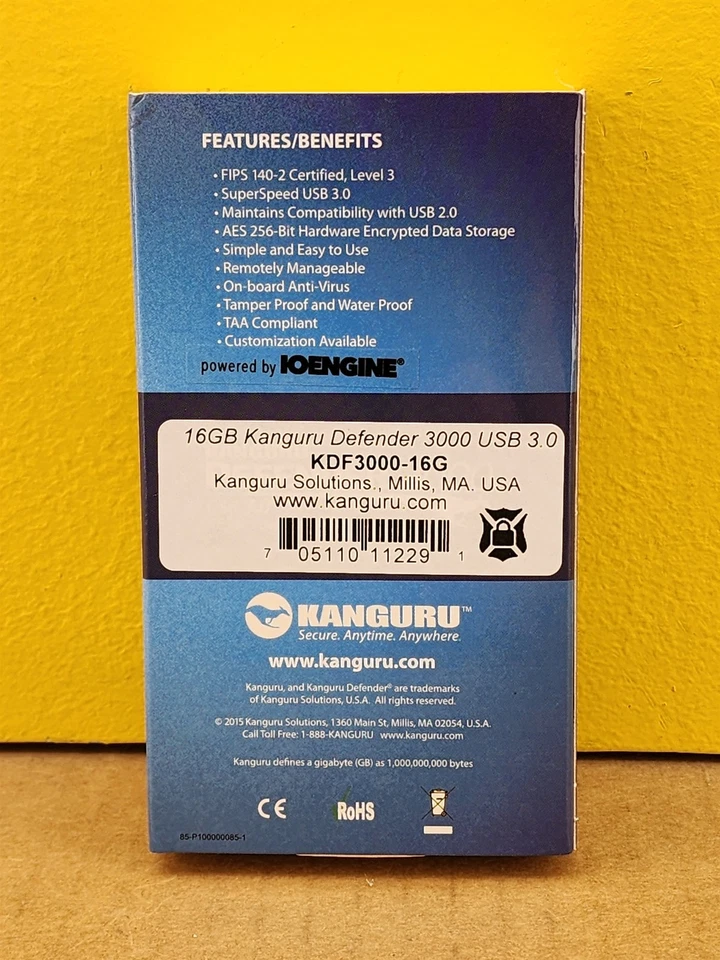 FEATURES/BENEFITS
• FIPS 140-2 Certified, Level 3
• SuperSpeed USB 3.0
• Maintains Compatibility with USB 2.0
• AES 256-Bit Hardware Encrypted Data Storage
• Simple and Easy to Use
• Remotely Manageable
• On-board Anti-Virus
• Tamper Proof and Water Proof
• TAA Compliant
• Customization Available
powered by IOENGINE®
16GB Kanguru Defender 3000 USB 3.0
KDF3000-16G
Kanguru Solutions., Millis, MA. USA
www.kanguru.com
7 05110 11229 1
KANGURU™
Secure. Anytime. Anywhere.
www.kanguru.com
Kanguru, and Kanguru Defender® are trademarks
of Kanguru Solutions, U.S.A. All rights reserved.
© 2015 Kanguru Solutions, 1360 Main St, Millis, MA 02054, U.S.A.
Call Toll Free: 1-888-KANGURU www.kanguru.com
Kanguru defines a gigabyte (GB) as 1,000,000,000 bytes
CE RoHS
85-P100000085-1